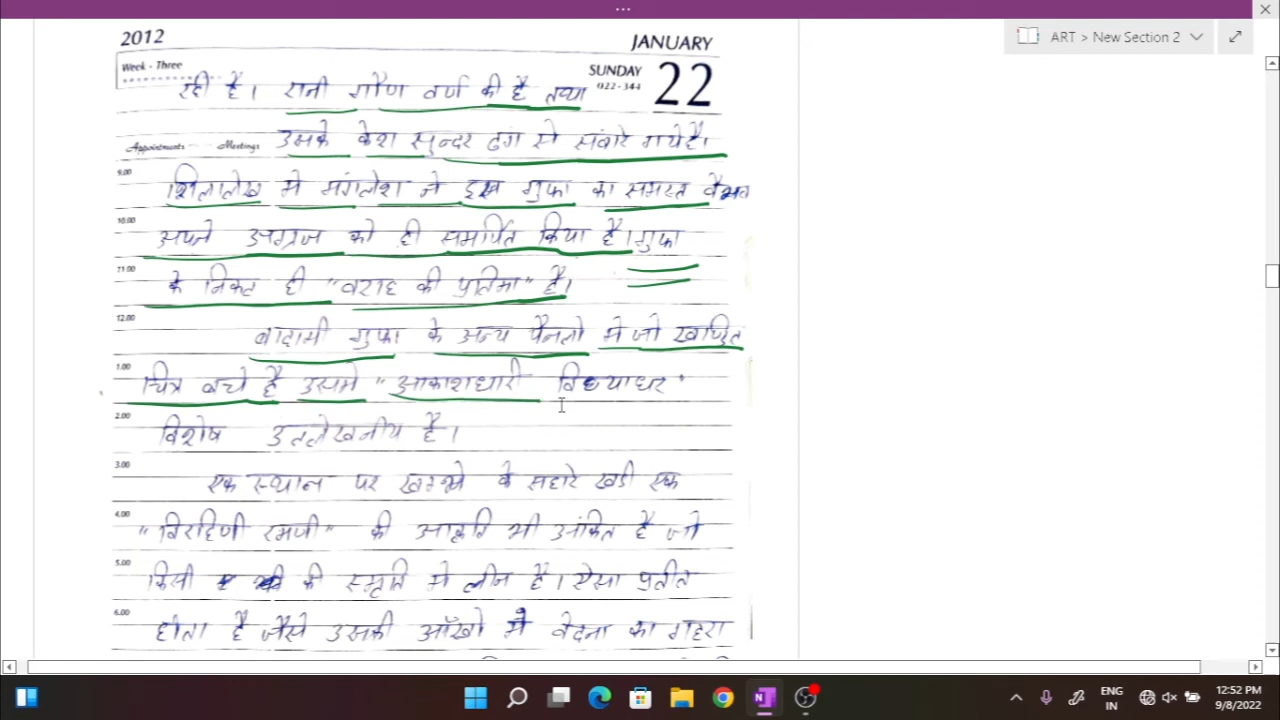 ART > New Section 2
2012
JANUARY
Week - Three
SUNDAY
022-344
22
रही है। रानी गौण वर्ण की है तथा
Appointments Meetings
उसके केश सुन्दर ढंग से संवारे गये है।
9.00
शिलालेख मे मंगलेश ने इस गुफा का समस्त वैभव
10.00
अपने अग्रज को ही समर्पित किया है। गुफा
11.00
के निकट ही "वराह की प्रतिमा" है।
12.00
बादामी गुफा के अन्य पैनलो मे जो खण्डित
1.00
चित्र बचे है उसमे "आकाशधारी विद्याधर"
2.00
विशेष उल्लेखनीय है।
3.00
एक स्थान पर खम्भे के सहारे खडी एक
4.00
"विरहिणी रमणी" की आकृति भी अंकित है जो
5.00
किसी की स्मृति मे लीन है। ऐसा प्रतीत
6.00
होता है जैसे उसकी आँखो मे वेदना का गहरा
ENG
IN
12:52 PM
9/8/2022